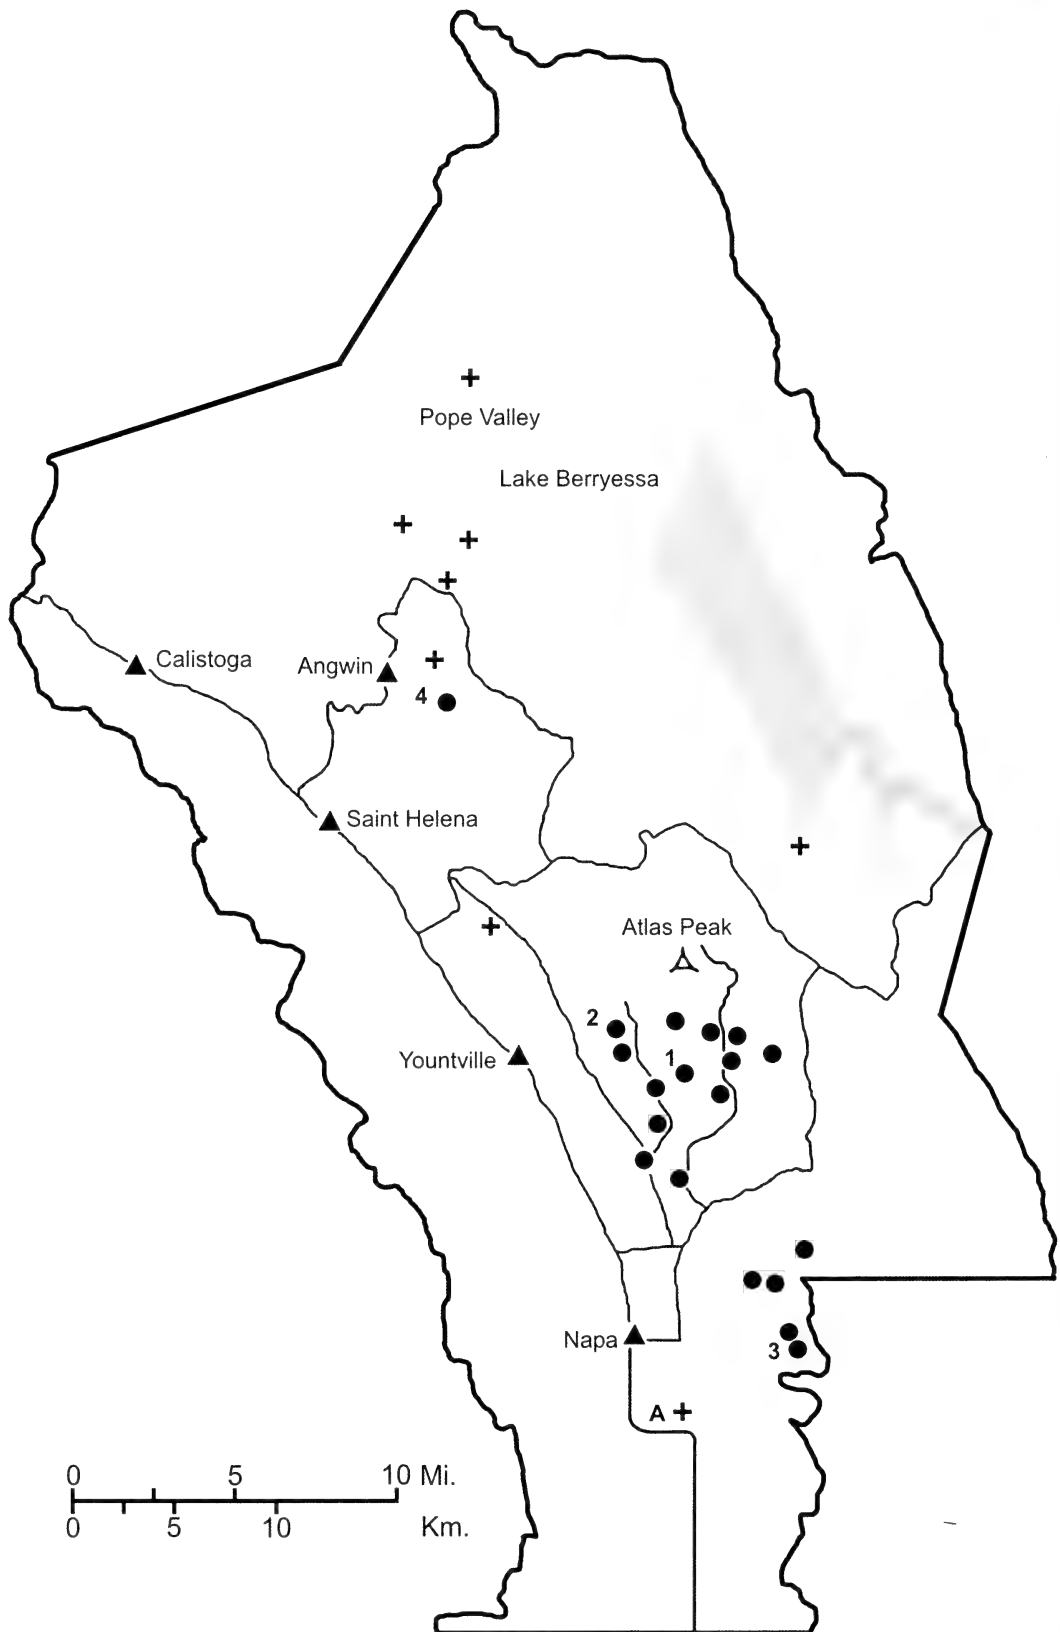 Pope Valley
Lake Berryessa
Calistoga
Angwin
4
Saint Helena
Atlas Peak
2
1
Yountville
Napa
3
A
0 5 10 Mi.
0 5 10 Km.